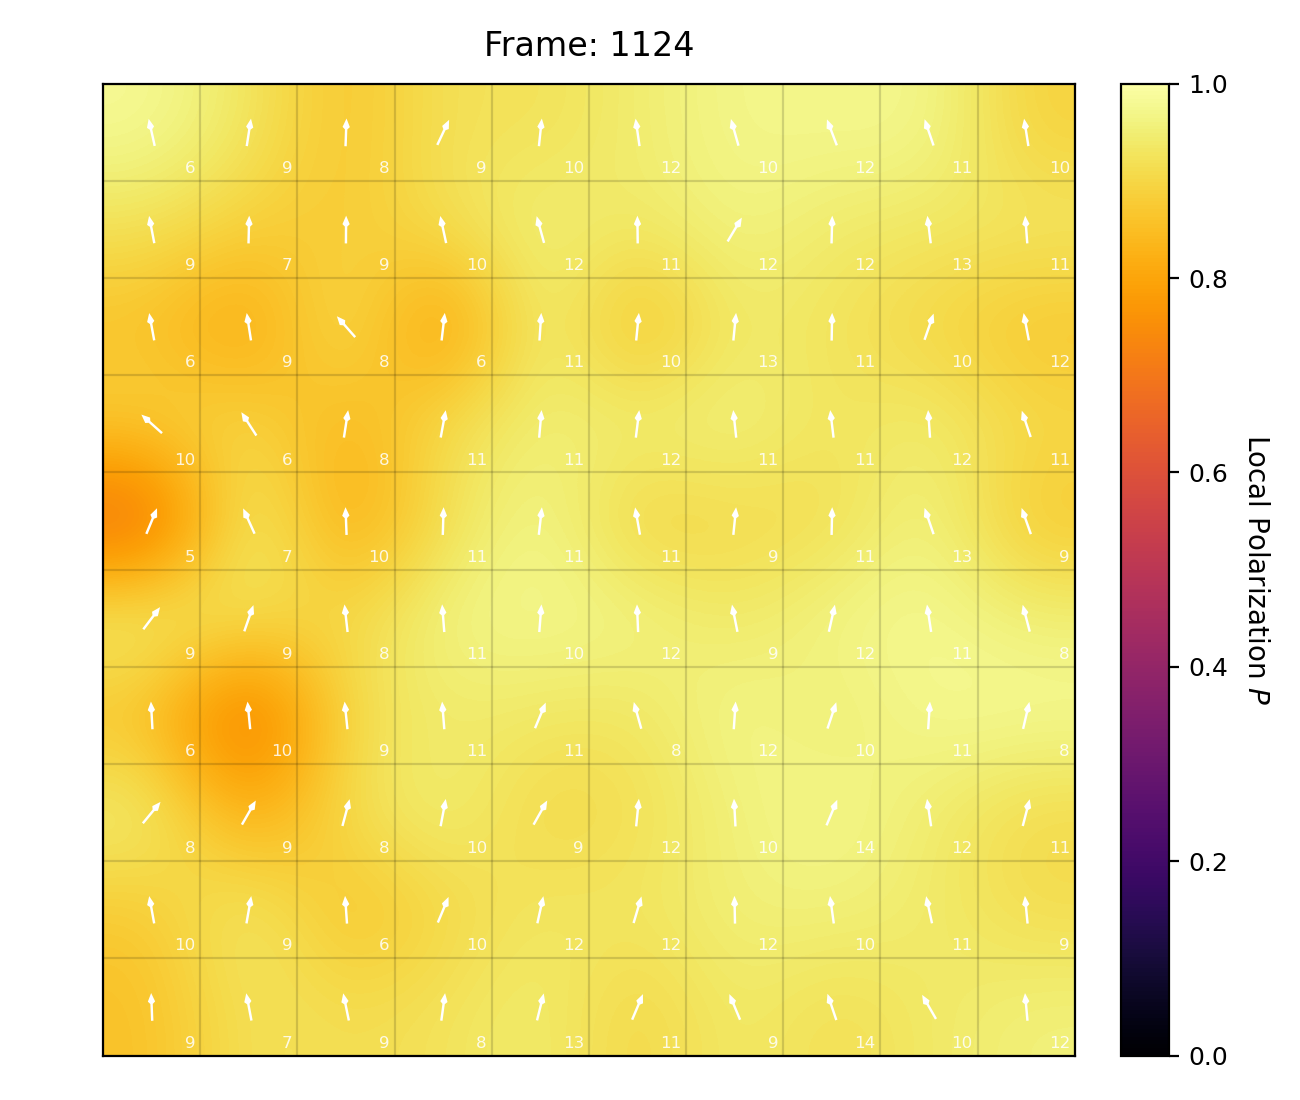 Frame: 1124
6 9 8 9 10 12 10 12 11 10
9 7 9 10 12 11 12 12 13 11
6 9 8 6 11 10 13 11 10 12
10 6 8 11 11 12 11 11 12 11
5 7 10 11 11 11 9 11 13 9
9 9 8 11 10 12 9 12 11 8
6 10 9 11 11 8 12 10 11 8
8 9 8 10 9 12 10 14 12 11
10 9 6 10 12 12 12 10 11 9
9 7 9 8 13 11 9 14 10 12
1.0
0.8
0.6
0.4
0.2
0.0
Local Polarization P